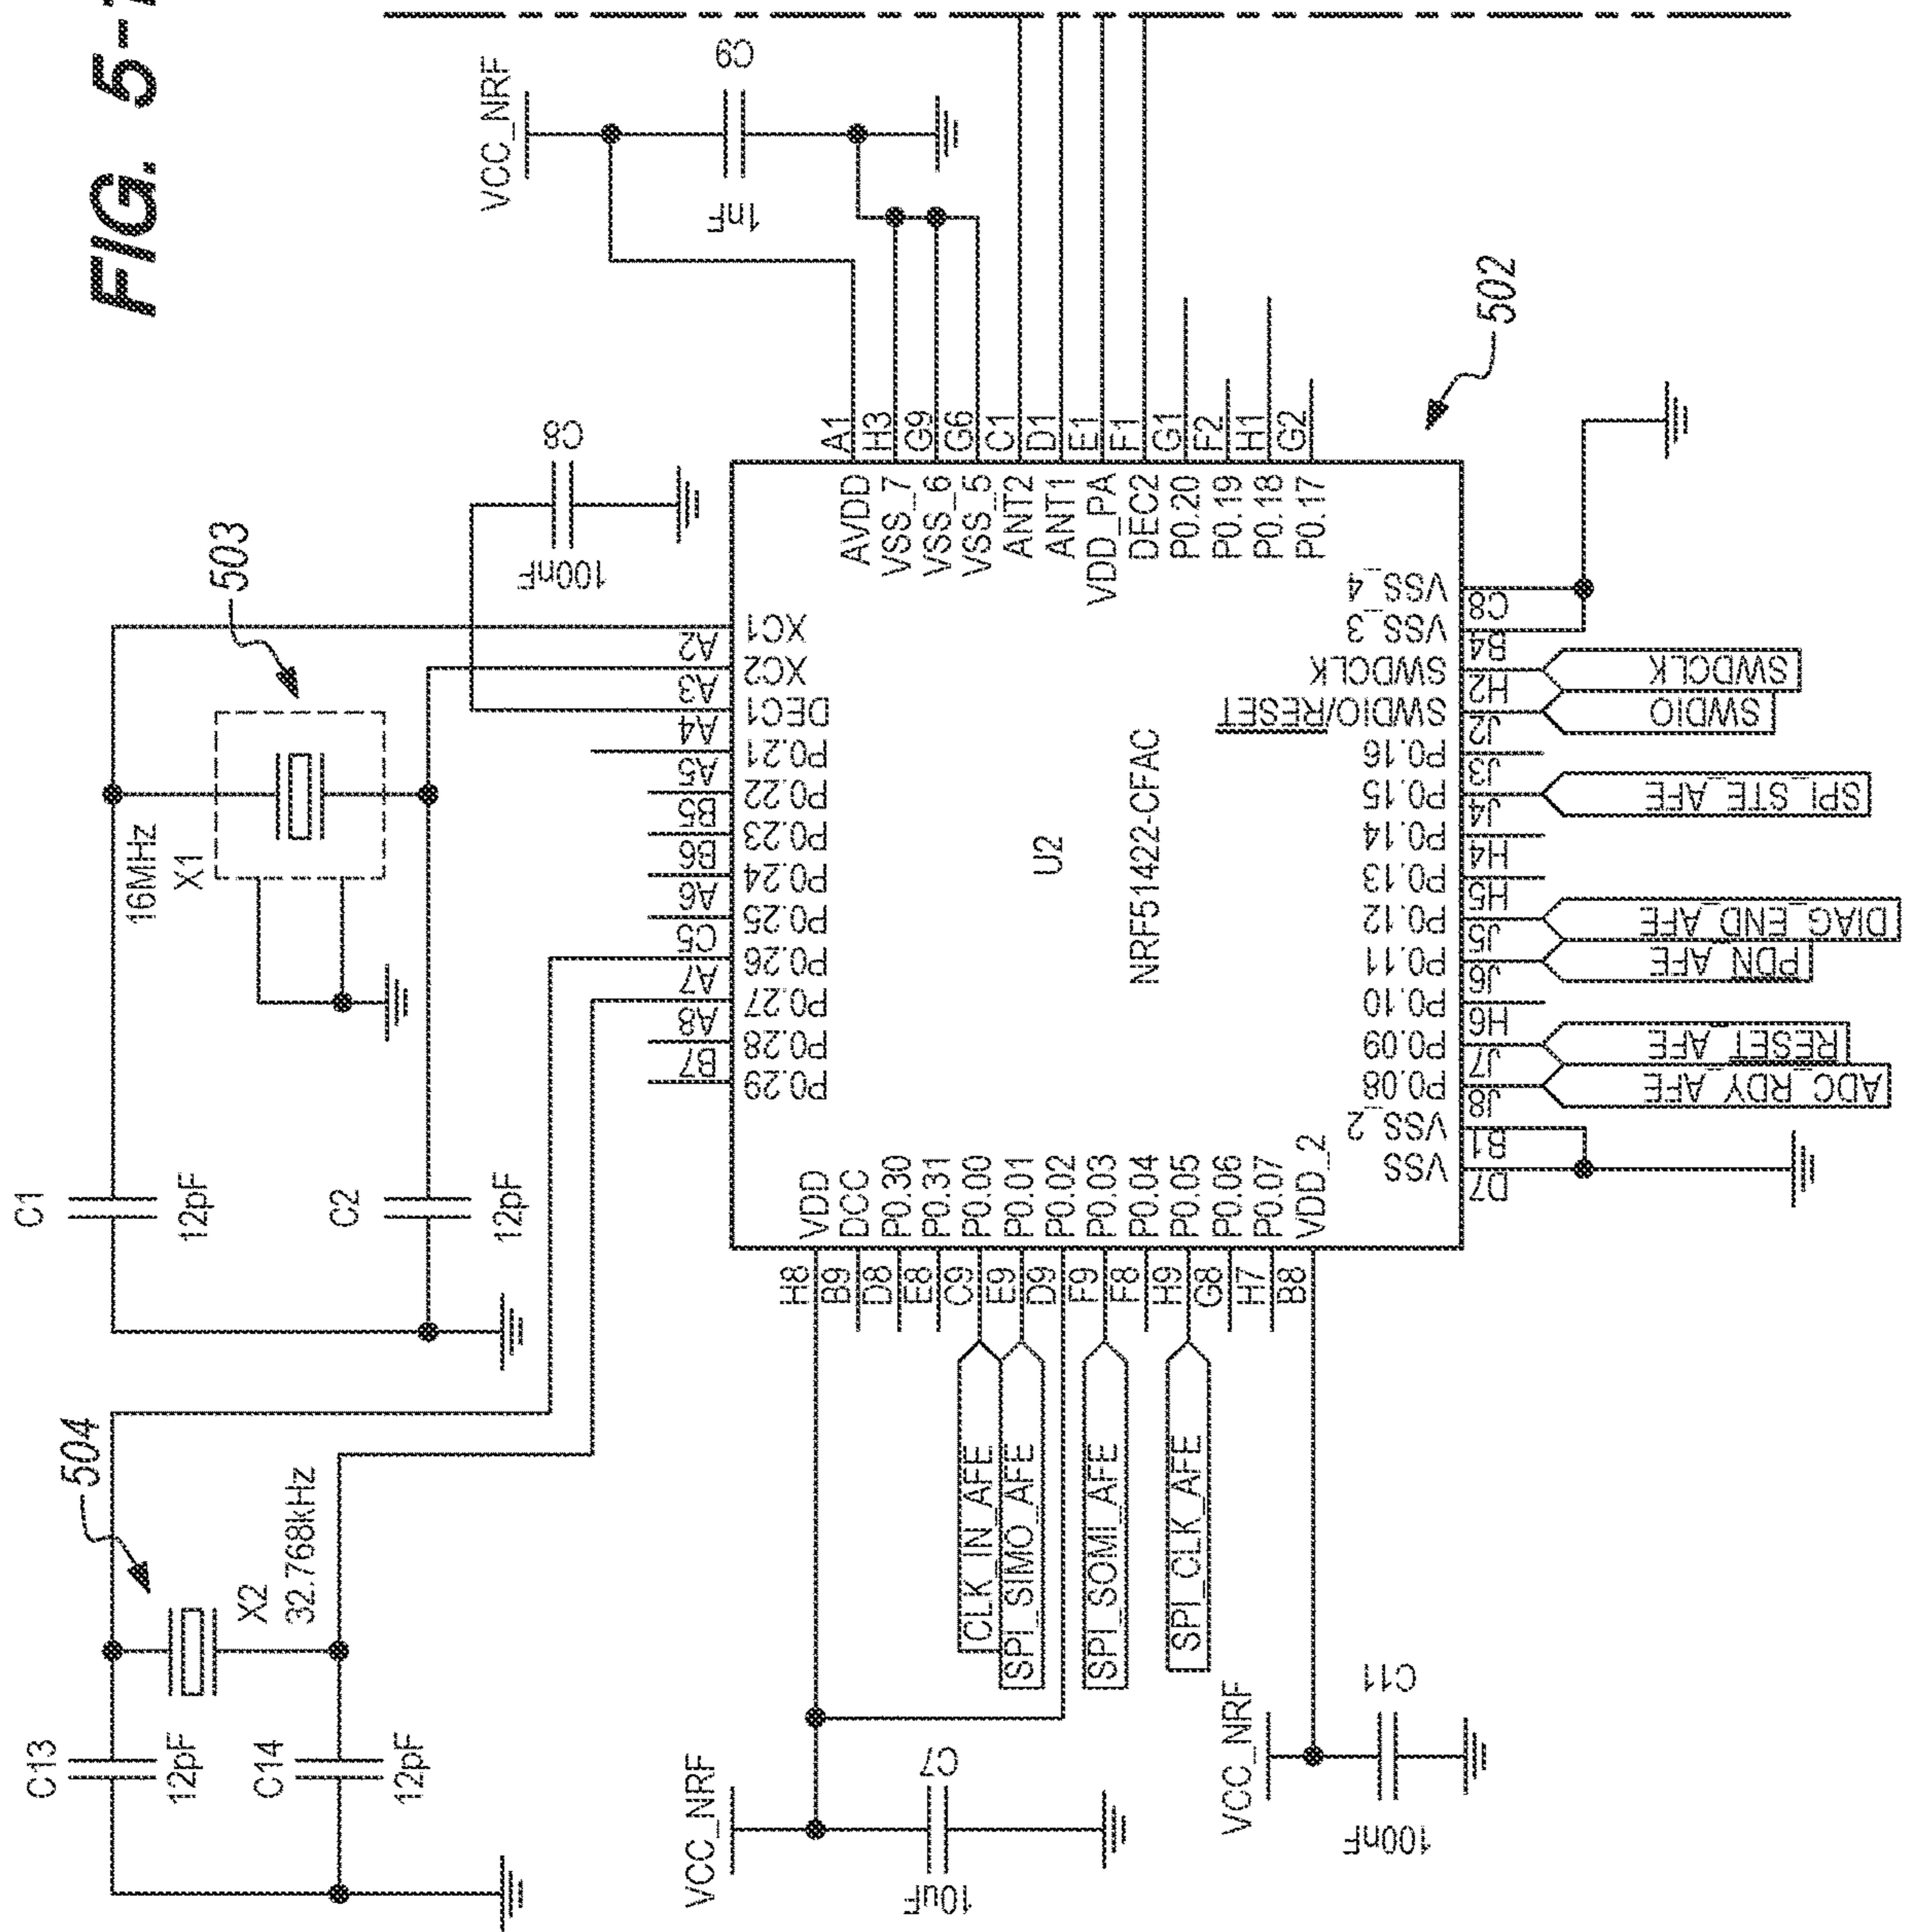 FIG. 5-1
VCC_NRF
C9
1nF
C8
100nF
503
16MHz
X1
C1
12pF
C2
12pF
504
X2
32.768kHz
C13
12pF
C14
12pF
A2
A3
A4
A5
B5
B6
A6
A7
A8
B7
XC1
XC2
DEC1
P0.21
P0.22
P0.23
P0.24
P0.25
P0.26
P0.27
P0.28
P0.29
AVDD A1
VSS_7 H3
VSS_6
VSS_5 G6
ANT2 C1
ANT1 D1
VDD_PA E1
DEC2 F1
P0.20 G1
P0.19 F2
P0.18 H1
P0.17 G2
502
U2
NRF51422-CFAC
H8 VDD
B9 DCC
D8 P0.30
E8 P0.31
C9 P0.00
E9 P0.01
D9 P0.02
F9 P0.03
F8 P0.04
H9 P0.05
G8 P0.06
H7 P0.07
B8 VDD_2
CLK_IN_AFE
SPI_SIMO_AFE
SPI_SOMI_AFE
SPI_CLK_AFE
VCC_NRF
C7
10uF
VCC_NRF
C11
100nF
VSS_4
VSS_3
SWDCLK
SWDIO/RESET
P0.16
P0.15
P0.14
P0.13
P0.12
P0.11
P0.10
P0.09
P0.08
VSS_2
VSS
C8
B4
H2
J2
J3
J4
H4
H5
J5
J6
H6
J7
J8
B1
D7
SWDCLK
SWDIO
SPI_STE_AFE
DIAG_END_AFE
PDN_AFE
RESET_AFE
ADC_RDY_AFE